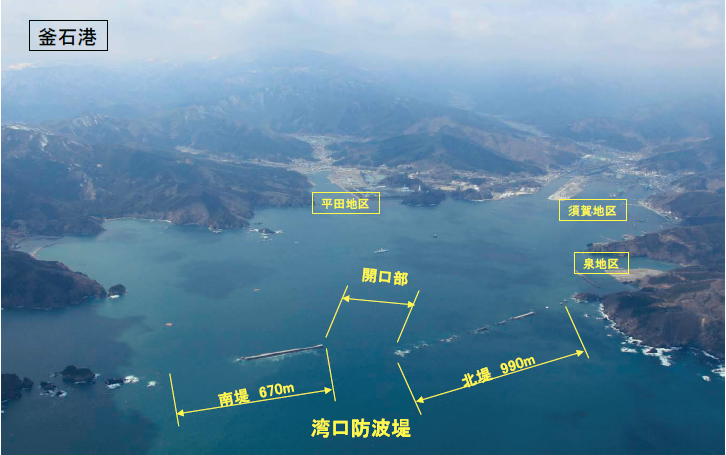 釜石港
平田地区
須賀地区
泉地区
開口部
南堤 670m
北堤 990m
湾口防波堤